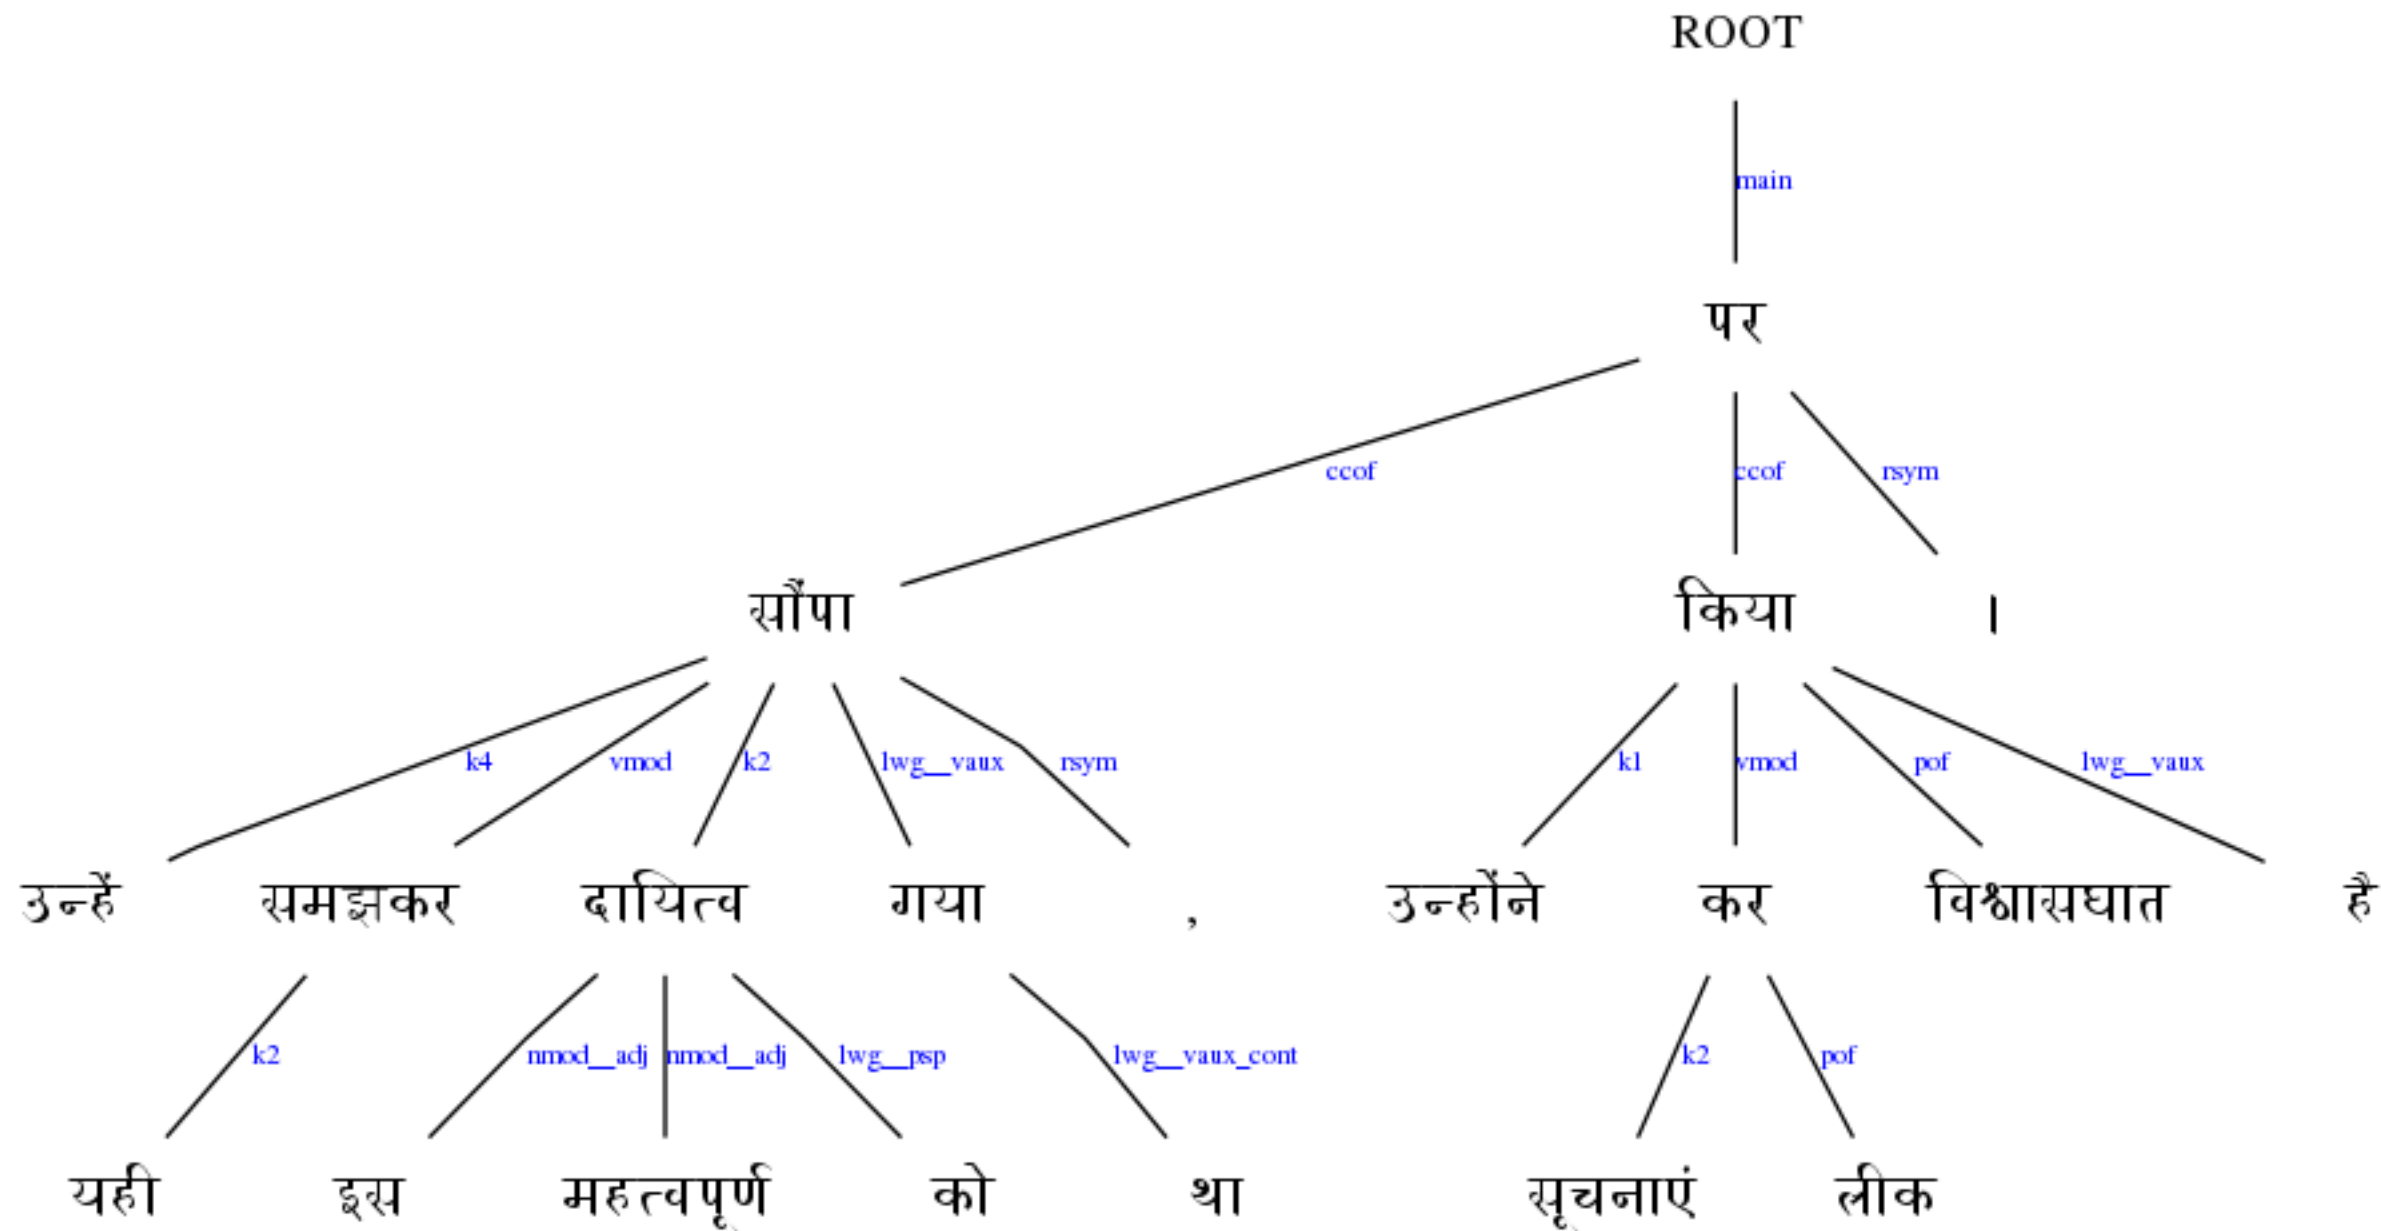 ROOT
main
पर
ccof ccof rsym
सौंपा किया ।
k4 vmod k2 lwg__vaux rsym k1 vmod pof lwg__vaux
उन्हें समझकर दायित्व गया , उन्होंने कर विश्वासघात है
k2 nmod__adj nmod__adj lwg__psp lwg__vaux_cont k2 pof
यही इस महत्वपूर्ण को था सूचनाएं लीक